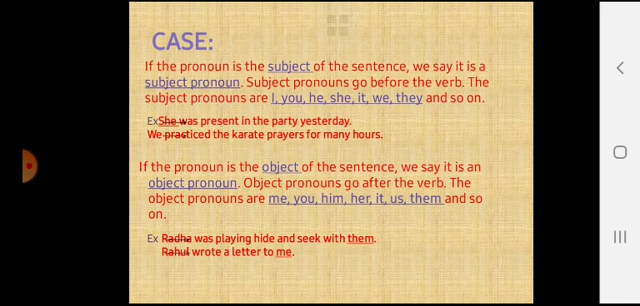 CASE:
If the pronoun is the subject of the sentence, we say it is a
subject pronoun. Subject pronouns go before the verb. The
subject pronouns are I, you, he, she, it, we, they and so on.
Ex She was present in the party yesterday.
We practiced the karate prayers for many hours.
If the pronoun is the object of the sentence, we say it is an
object pronoun. Object pronouns go after the verb. The
object pronouns are me, you, him, her, it, us, them and so
on.
Ex Radha was playing hide and seek with them.
Rahul wrote a letter to me.